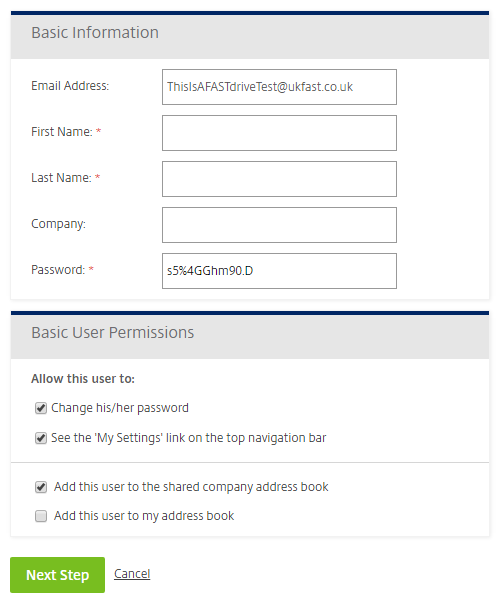 Basic Information
Email Address: ThisIsAFASTdriveTest@ukfast.co.uk
First Name: *
Last Name: *
Company:
Password: * s5%4GGhm90.D
Basic User Permissions
Allow this user to:
Change his/her password
See the 'My Settings' link on the top navigation bar
Add this user to the shared company address book
Add this user to my address book
Next Step Cancel